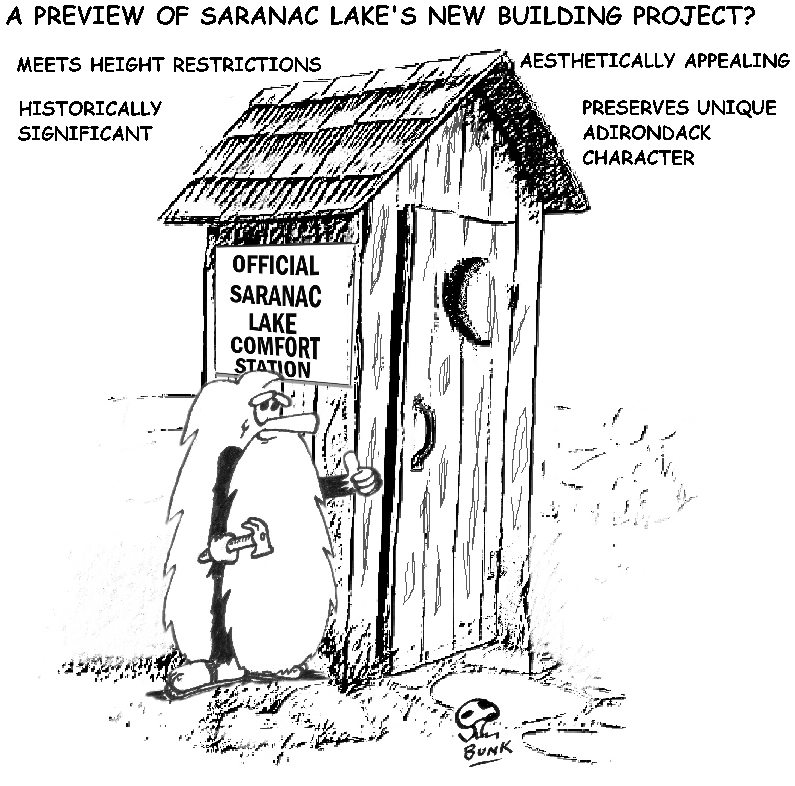 A PREVIEW OF SARANAC LAKE'S NEW BUILDING PROJECT?
MEETS HEIGHT RESTRICTIONS
AESTHETICALLY APPEALING
HISTORICALLY
SIGNIFICANT
PRESERVES UNIQUE
ADIRONDACK
CHARACTER
OFFICIAL
SARANAC
LAKE
COMFORT
STATION
BUNK